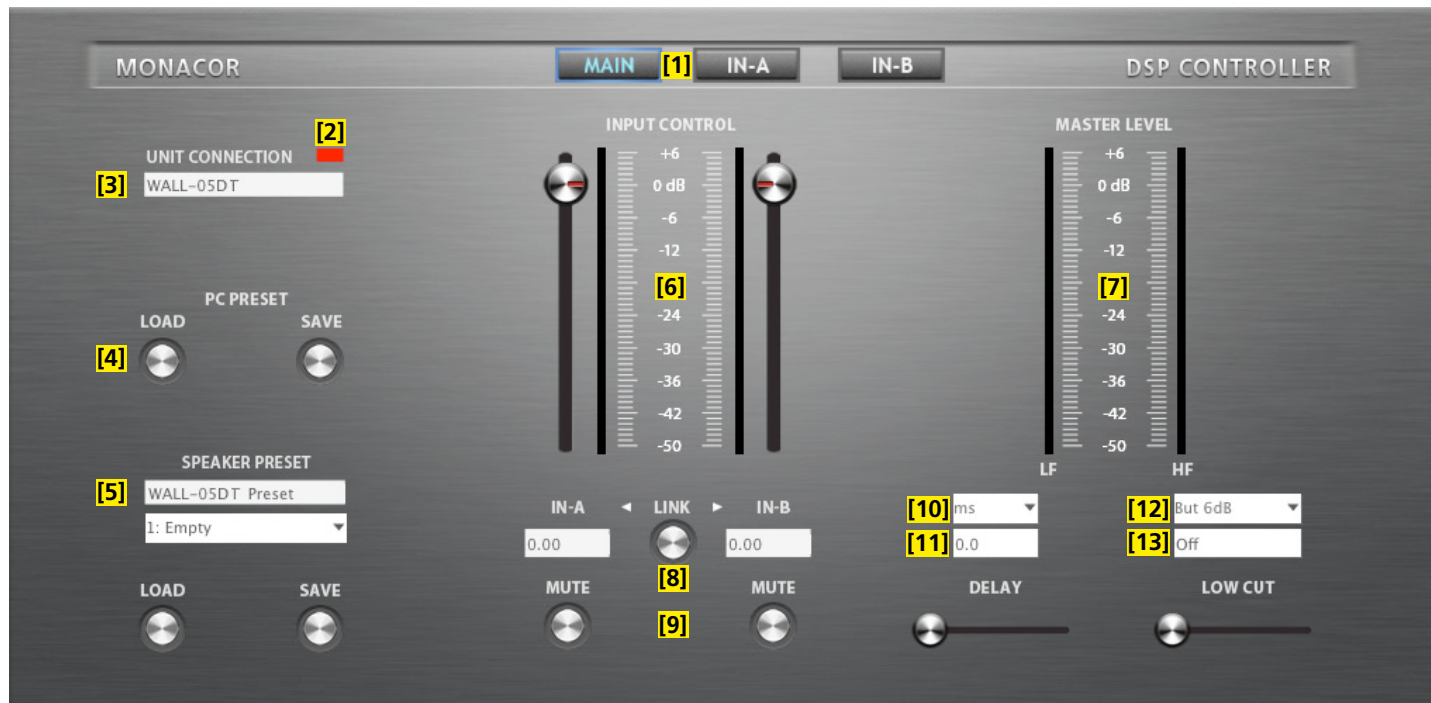 MONACOR
MAIN [1] IN-A IN-B
DSP CONTROLLER
[2]
UNIT CONNECTION
[3] WALL-05DT
PC PRESET
LOAD SAVE
[4]
SPEAKER PRESET
[5] WALL-05DT Preset
1: Empty
LOAD SAVE
INPUT CONTROL
+6
0 dB
-6
-12
[6]
-24
-30
-36
-42
-50
IN-A ◄ LINK ► IN-B
0.00 0.00
[8]
MUTE MUTE
[9]
MASTER LEVEL
+6
0 dB
-6
-12
[7]
-24
-30
-36
-42
-50
LF HF
[10] ms [12] But 6dB
[11] 0.0 [13] Off
DELAY LOW CUT